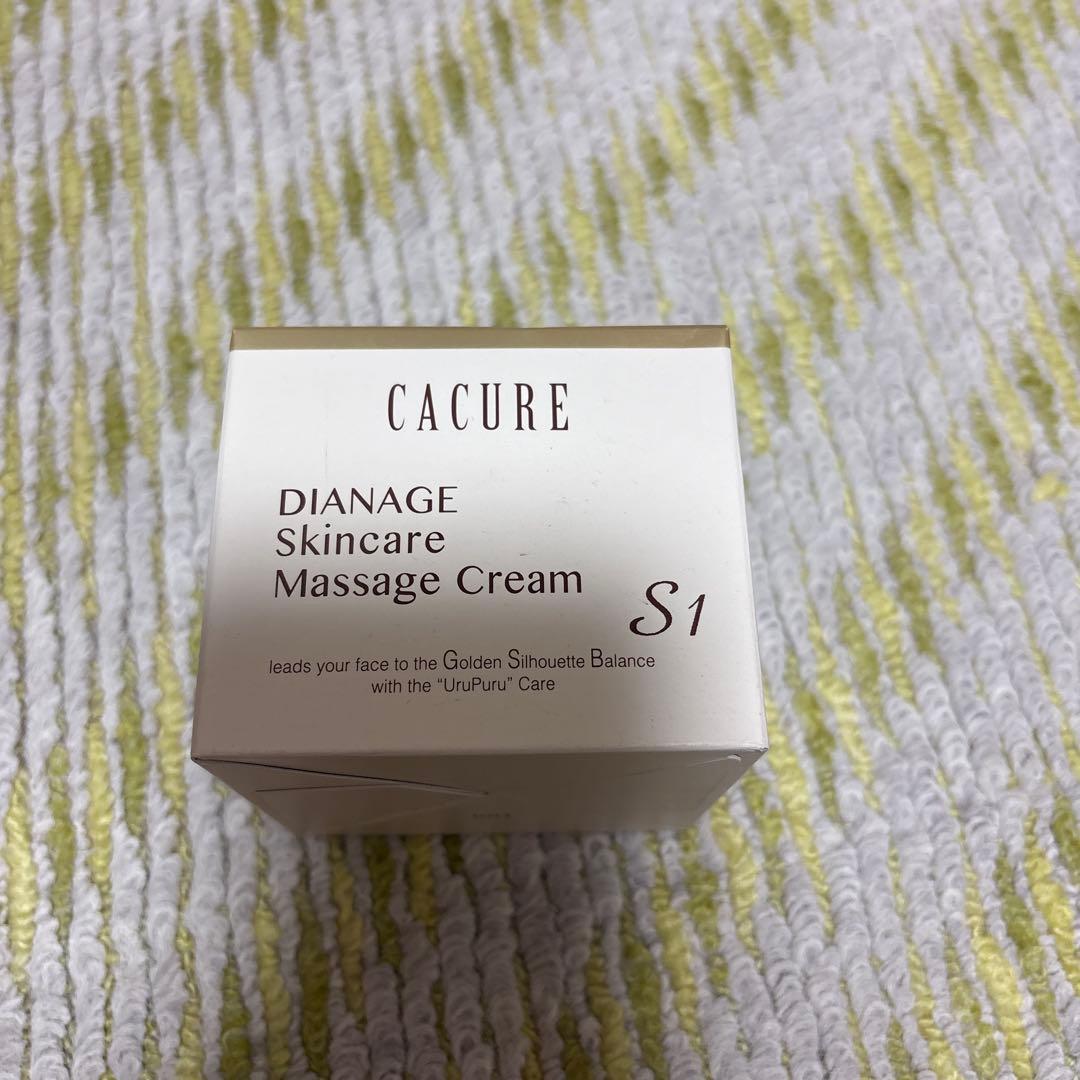 CACURE
DIANAGE
Skincare
Massage Cream
S1
leads your face to the Golden Silhouette Balance
with the "UruPuru" Care